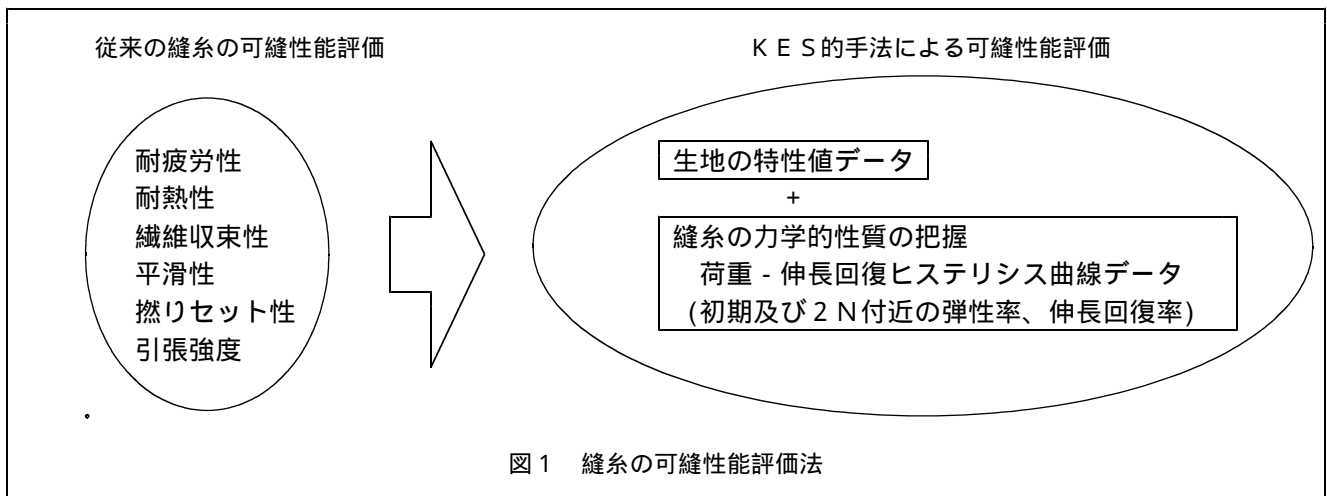 従来の縫糸の可縫性能評価
KES的手法による可縫性能評価
耐疲労性
耐熱性
繊維収束性
平滑性
撚りセット性
引張強度
生地の特性値データ
+
縫糸の力学的性質の把握
荷重 - 伸長回復ヒステリシス曲線データ
(初期及び2N付近の弾性率、伸長回復率)
図1 縫糸の可縫性能評価法